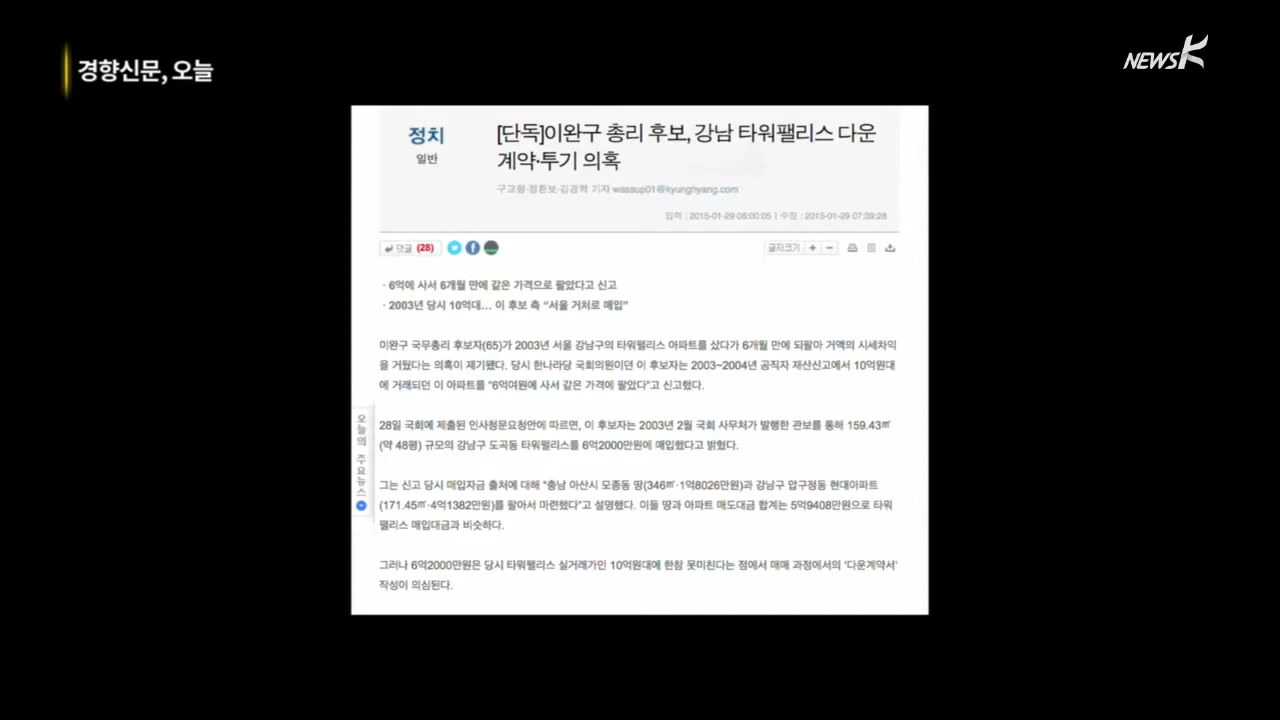 경향신문, 오늘
NEWS K
정치
일반
[단독]이완구 총리 후보, 강남 타워팰리스 다운
계약·투기 의혹
구교형·정환보·김경학 기자 wassup01@kyunghyang.com
입력 : 2015-01-29 06:00:05 | 수정 : 2015-01-29 07:39:28
댓글 (28)
글자크기 + -
· 6억에 사서 6개월 만에 같은 가격으로 팔았다고 신고
· 2003년 당시 10억대… 이 후보 측 “서울 거처로 매입”
이완구 국무총리 후보자(65)가 2003년 서울 강남구의 타워팰리스 아파트를 샀다가 6개월 만에 되팔아 거액의 시세차익
을 거뒀다는 의혹이 제기됐다. 당시 한나라당 국회의원이던 이 후보자는 2003~2004년 공직자 재산신고에서 10억원대
에 거래되던 이 아파트를 “6억여원에 사서 같은 가격에 팔았다”고 신고했다.
28일 국회에 제출된 인사청문요청안에 따르면, 이 후보자는 2003년 2월 국회 사무처가 발행한 관보를 통해 159.43㎡
(약 48평) 규모의 강남구 도곡동 타워팰리스를 6억2000만원에 매입했다고 밝혔다.
그는 신고 당시 매입자금 출처에 대해 “충남 아산시 모종동 땅(346㎡·1억8026만원)과 강남구 압구정동 현대아파트
(171.45㎡·4억1382만원)를 팔아서 마련했다”고 설명했다. 이들 땅과 아파트 매도대금 합계는 5억9408만원으로 타워
팰리스 매입대금과 비슷하다.
그러나 6억2000만원은 당시 타워팰리스 실거래가인 10억원대에 한참 못미친다는 점에서 매매 과정에서의 ‘다운계약서’
작성이 의심된다.
오늘의 주요뉴스